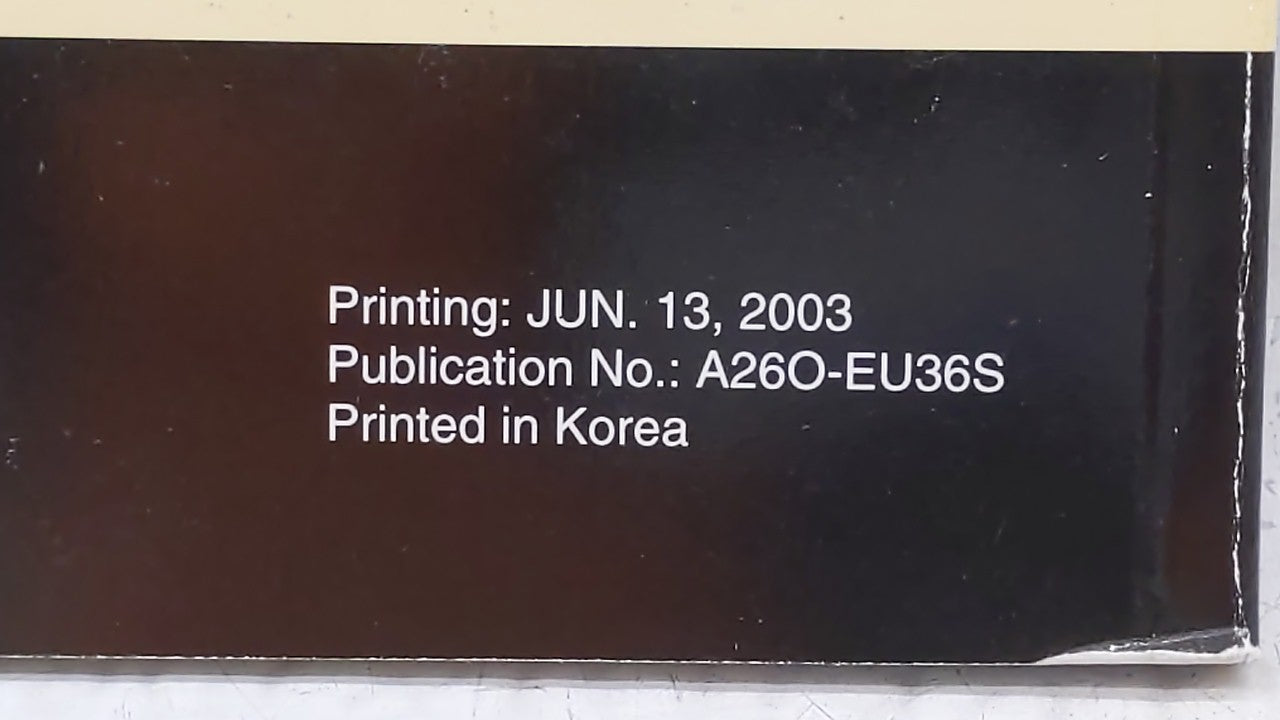 Printing: JUN. 13, 2003
Publication No.: A26O-EU36S
Printed in Korea